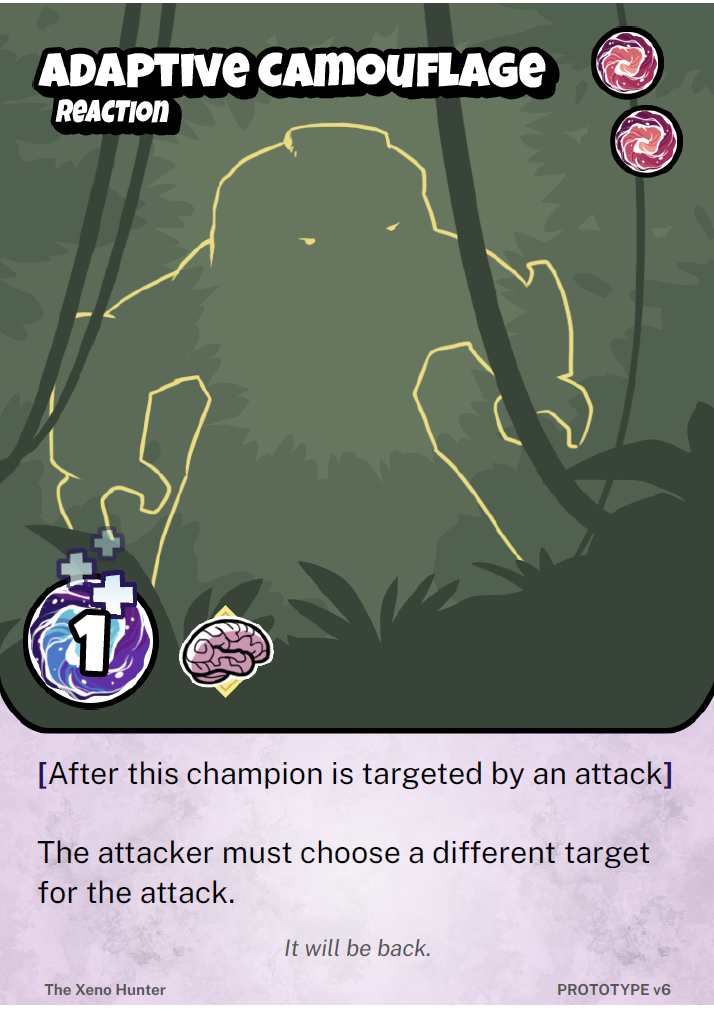 ADAPTIVE CAMOUFLAGE
REACTION
1
[After this champion is targeted by an attack]
The attacker must choose a different target
for the attack.
It will be back.
The Xeno Hunter
PROTOTYPE v6